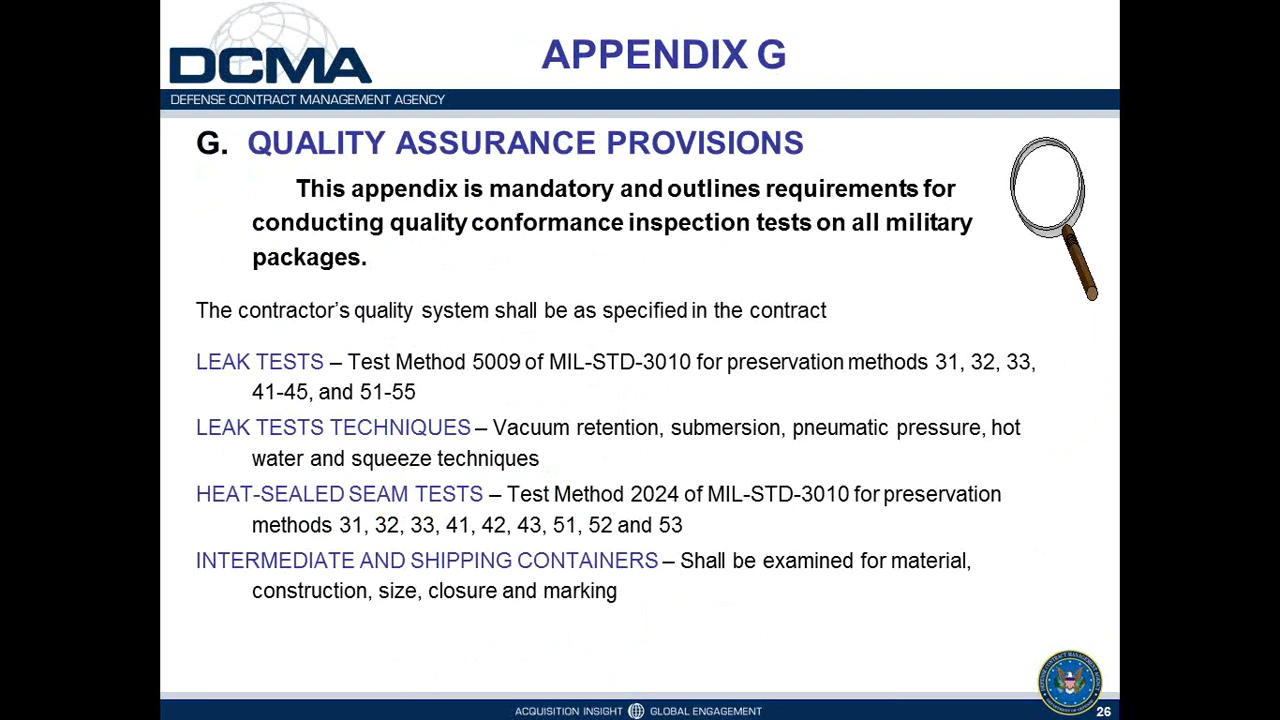 DCMA
APPENDIX G
DEFENSE CONTRACT MANAGEMENT AGENCY
G. QUALITY ASSURANCE PROVISIONS
This appendix is mandatory and outlines requirements for
conducting quality conformance inspection tests on all military
packages.
The contractor's quality system shall be as specified in the contract
LEAK TESTS – Test Method 5009 of MIL-STD-3010 for preservation methods 31, 32, 33,
41-45, and 51-55
LEAK TESTS TECHNIQUES – Vacuum retention, submersion, pneumatic pressure, hot
water and squeeze techniques
HEAT-SEALED SEAM TESTS – Test Method 2024 of MIL-STD-3010 for preservation
methods 31, 32, 33, 41, 42, 43, 51, 52 and 53
INTERMEDIATE AND SHIPPING CONTAINERS – Shall be examined for material,
construction, size, closure and marking
ACQUISITION INSIGHT GLOBAL ENGAGEMENT
26